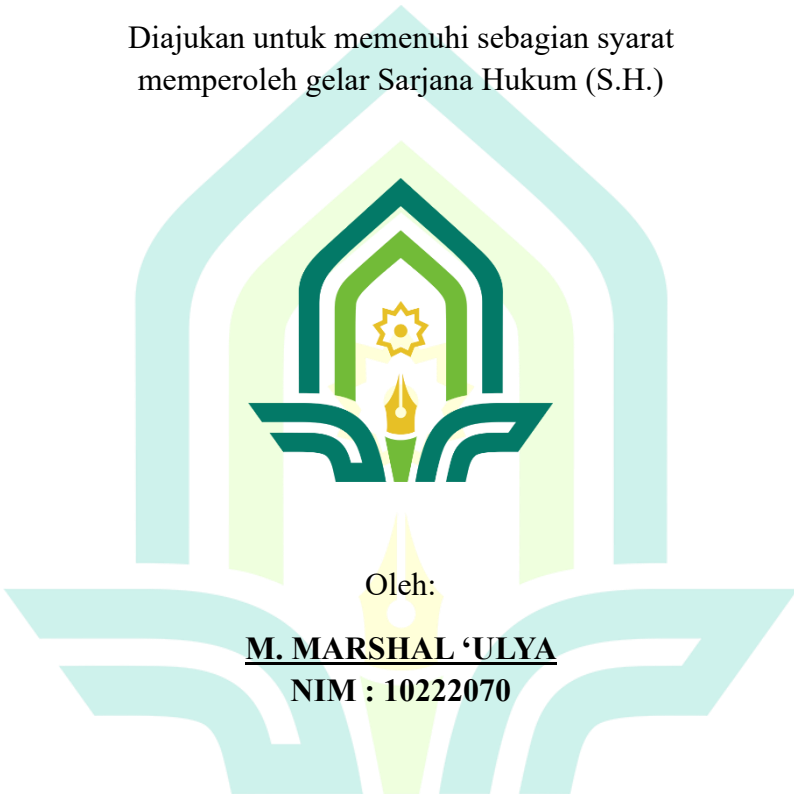 Diajukan untuk memenuhi sebagian syarat
memperoleh gelar Sarjana Hukum (S.H.)
Oleh:
M. MARSHAL ‘ULYA
NIM : 10222070